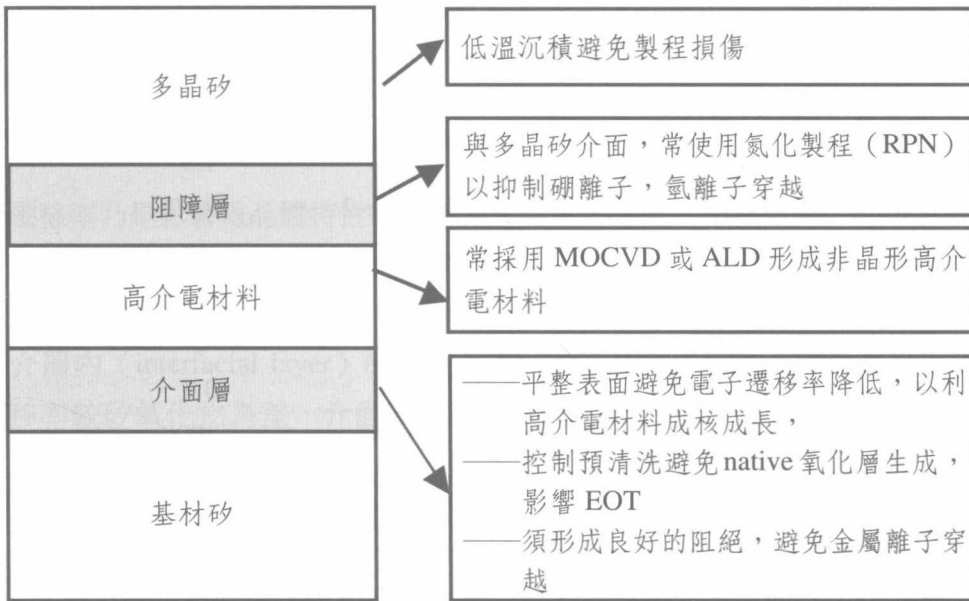 多晶矽
阻障層
高介電材料
介面層
基材矽
低溫沉積避免製程損傷
與多晶矽介面，常使用氮化製程（RPN）
以抑制硼離子，氫離子穿越
常採用 MOCVD 或 ALD 形成非晶形高介
電材料
——平整表面避免電子遷移率降低，以利
高介電材料成核成長，
——控制預清洗避免 native 氧化層生成，
影響 EOT
——須形成良好的阻絕，避免金屬離子穿
越
（interfacial layer）